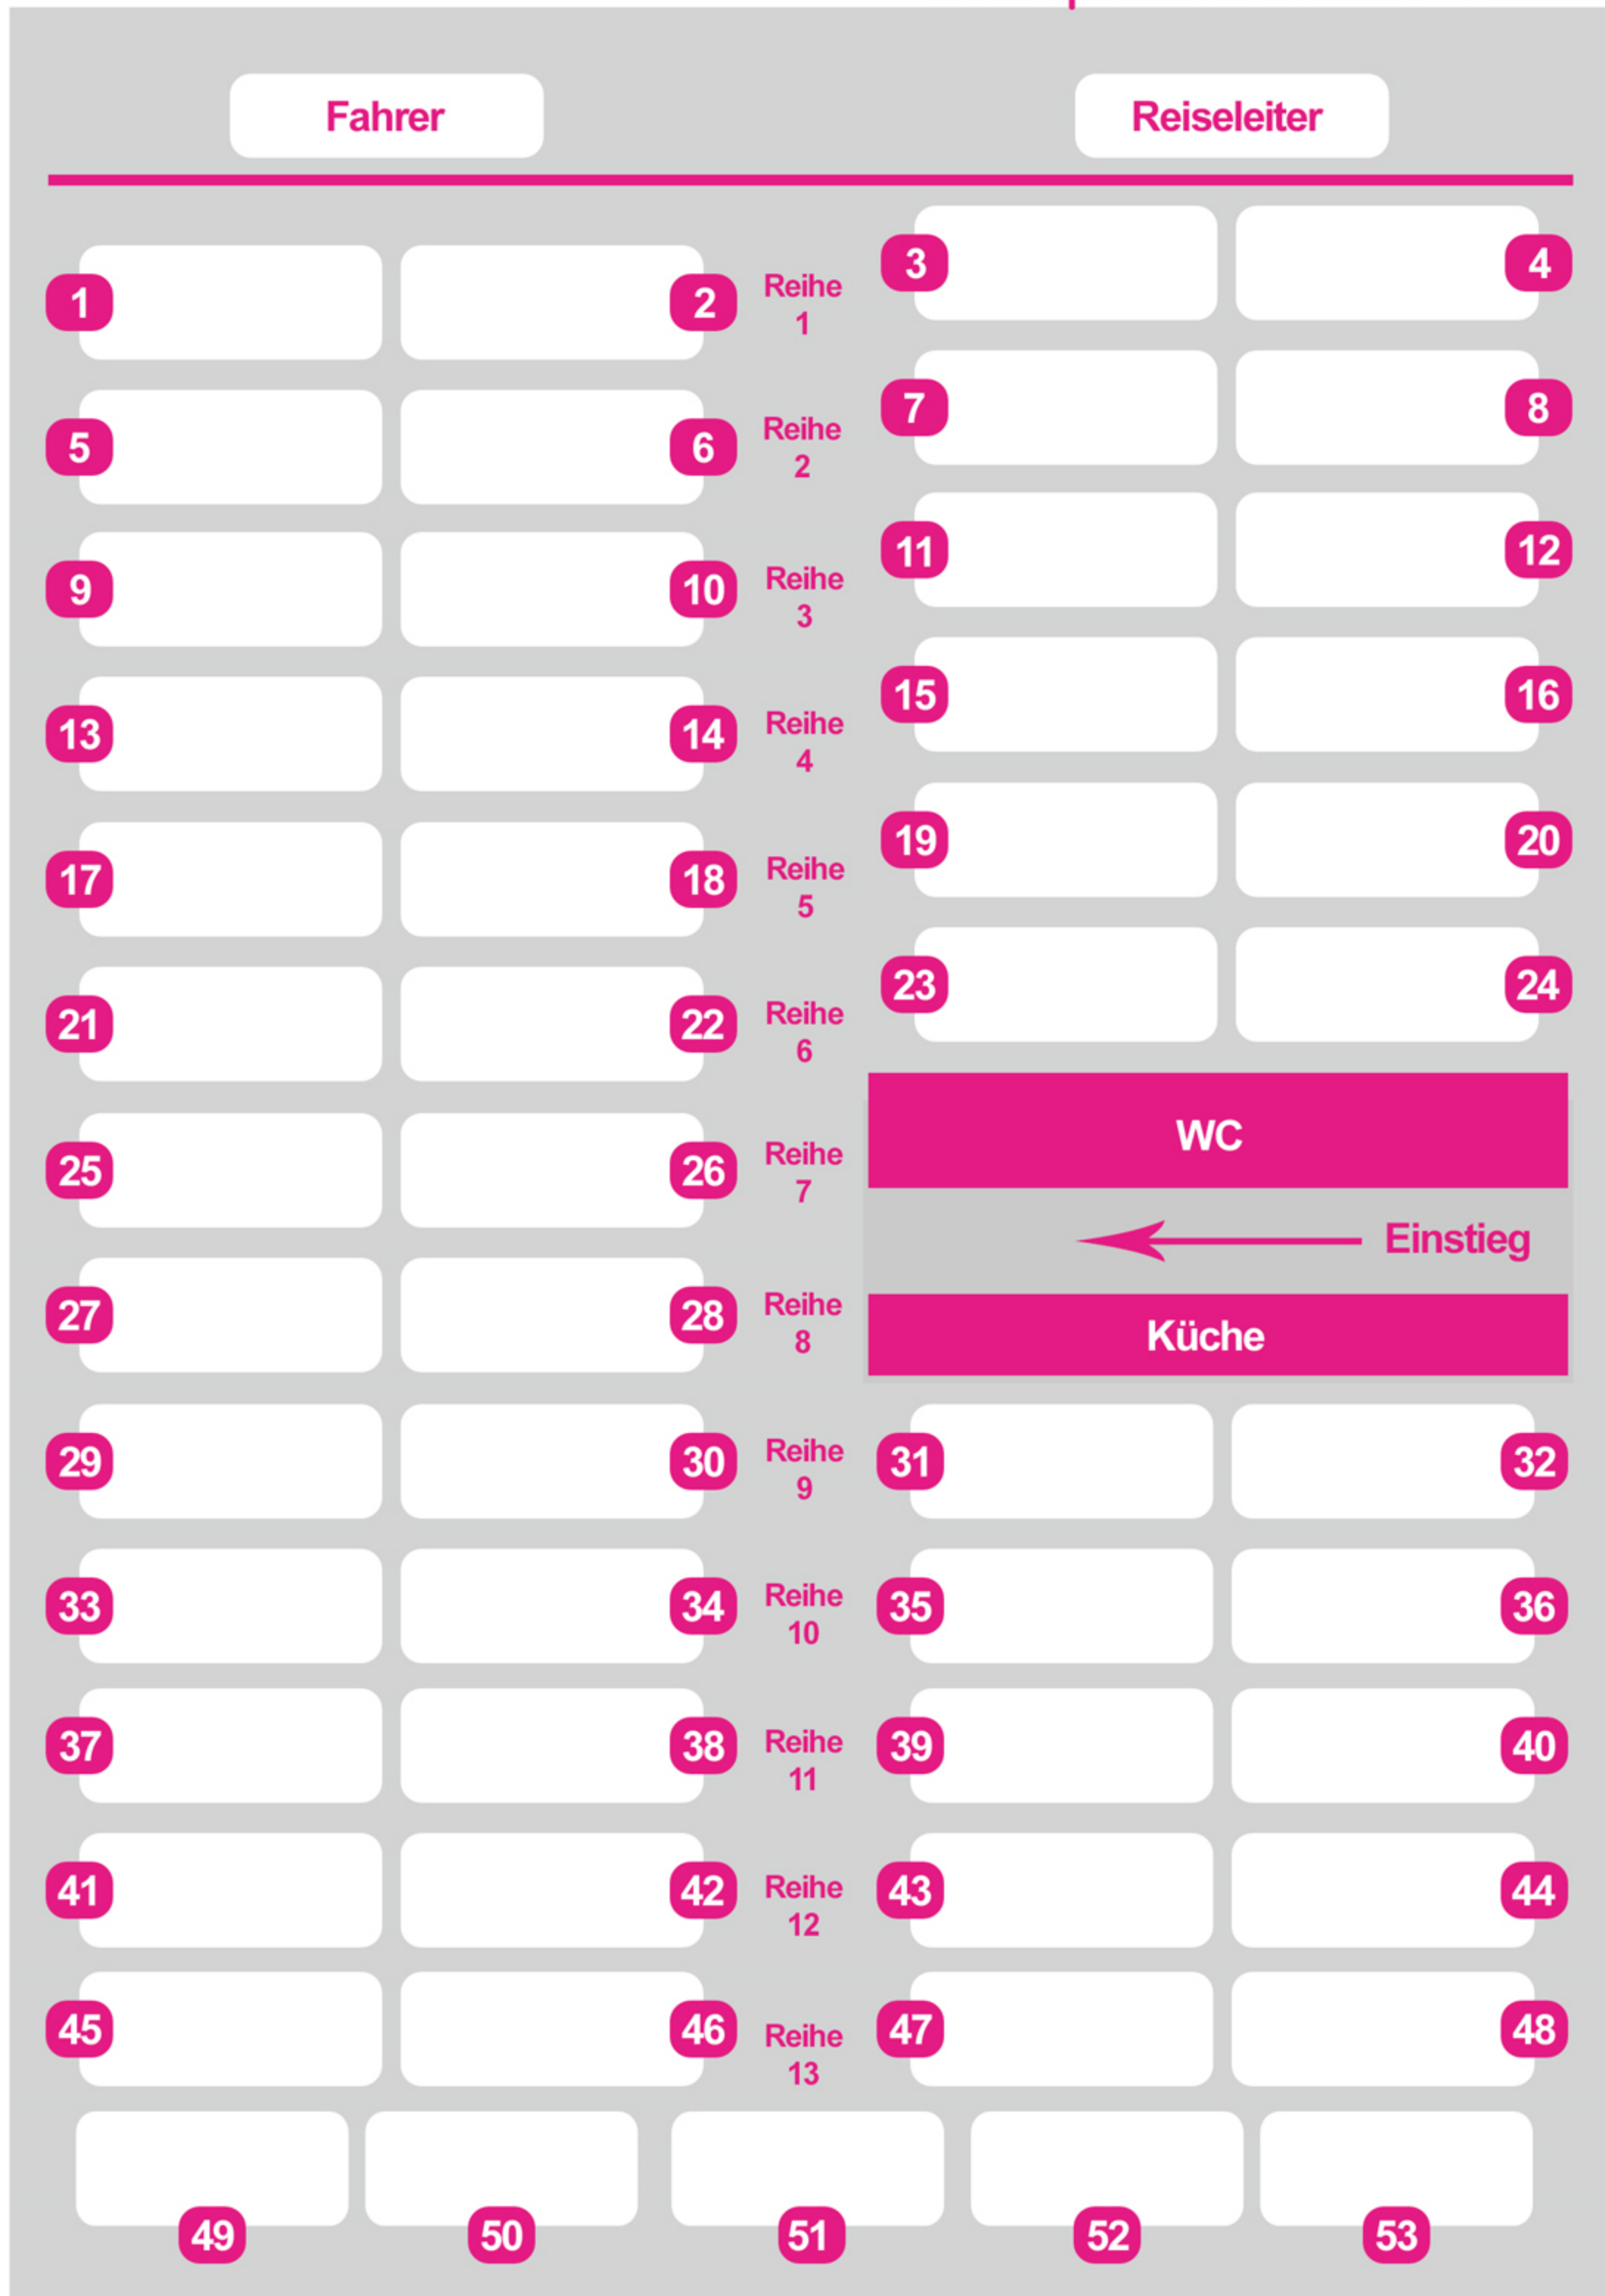 Fahrer Reiseleiter
1 2 Reihe 1 3 4
5 6 Reihe 2 7 8
9 10 Reihe 3 11 12
13 14 Reihe 4 15 16
17 18 Reihe 5 19 20
21 22 Reihe 6 23 24
25 26 Reihe 7 WC
Einstieg
27 28 Reihe 8 Küche
29 30 Reihe 9 31 32
33 34 Reihe 10 35 36
37 38 Reihe 11 39 40
41 42 Reihe 12 43 44
45 46 Reihe 13 47 48
49 50 51 52 53